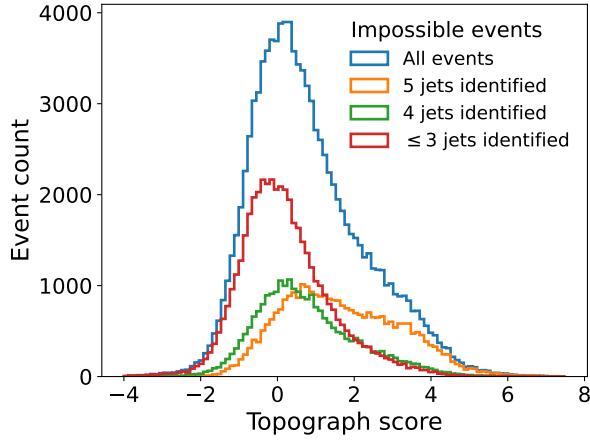 Impossible events
All events
5 jets identified
4 jets identified
≤3 jets identified
Event count
4000
3000
2000
1000
0
−4 −2 0 2 4 6 8
Topograph score